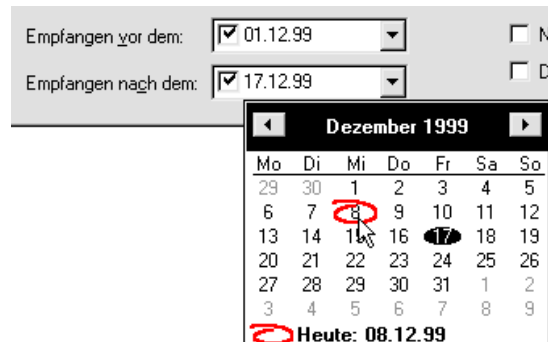 Empfangen vor dem: 01.12.99
Empfangen nach dem: 17.12.99
Dezember 1999
Mo Di Mi Do Fr Sa So
29 30 1 2 3 4 5
6 7 8 9 10 11 12
13 14 15 16 17 18 19
20 21 22 23 24 25 26
27 28 29 30 31 1 2
3 4 5 6 7 8 9
Heute: 08.12.99